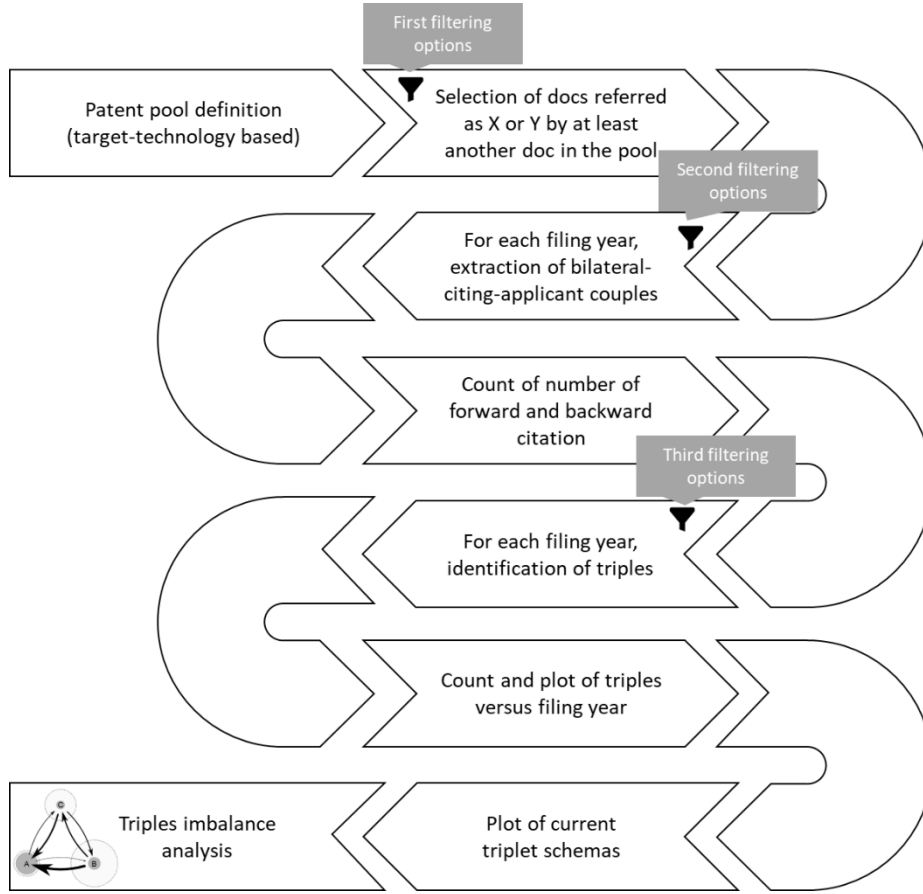 First filtering
options
Patent pool definition
(target-technology based)
Selection of docs referred
as X or Y by at least
another doc in the pool
Second filtering
options
For each filing year,
extraction of bilateral-
citing-applicant couples
Count of number of
forward and backward
citation
Third filtering
options
For each filing year,
identification of triples
Count and plot of triples
versus filing year
Plot of current
triplet schemas
Triples imbalance
analysis
C
A
B